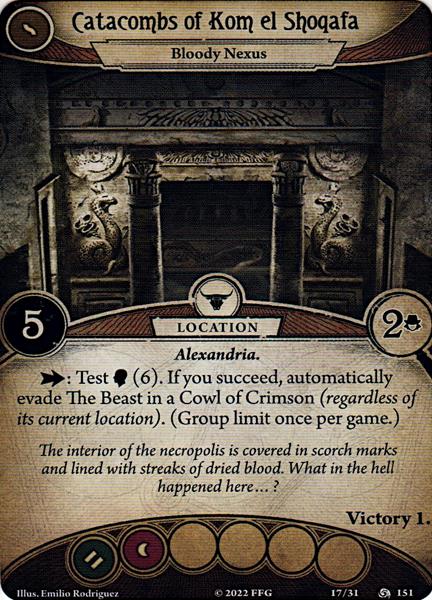 Catacombs of Kom el Shoqafa
Bloody Nexus
5
LOCATION
2
Alexandria.
: Test (6). If you succeed, automatically
evade The Beast in a Cowl of Crimson (regardless of
its current location). (Group limit once per game.)
The interior of the necropolis is covered in scorch marks
and lined with streaks of dried blood. What in the hell
happened here… ?
Victory 1.
Illus. Emilio Rodriguez
© 2022 FFG
17/31
151